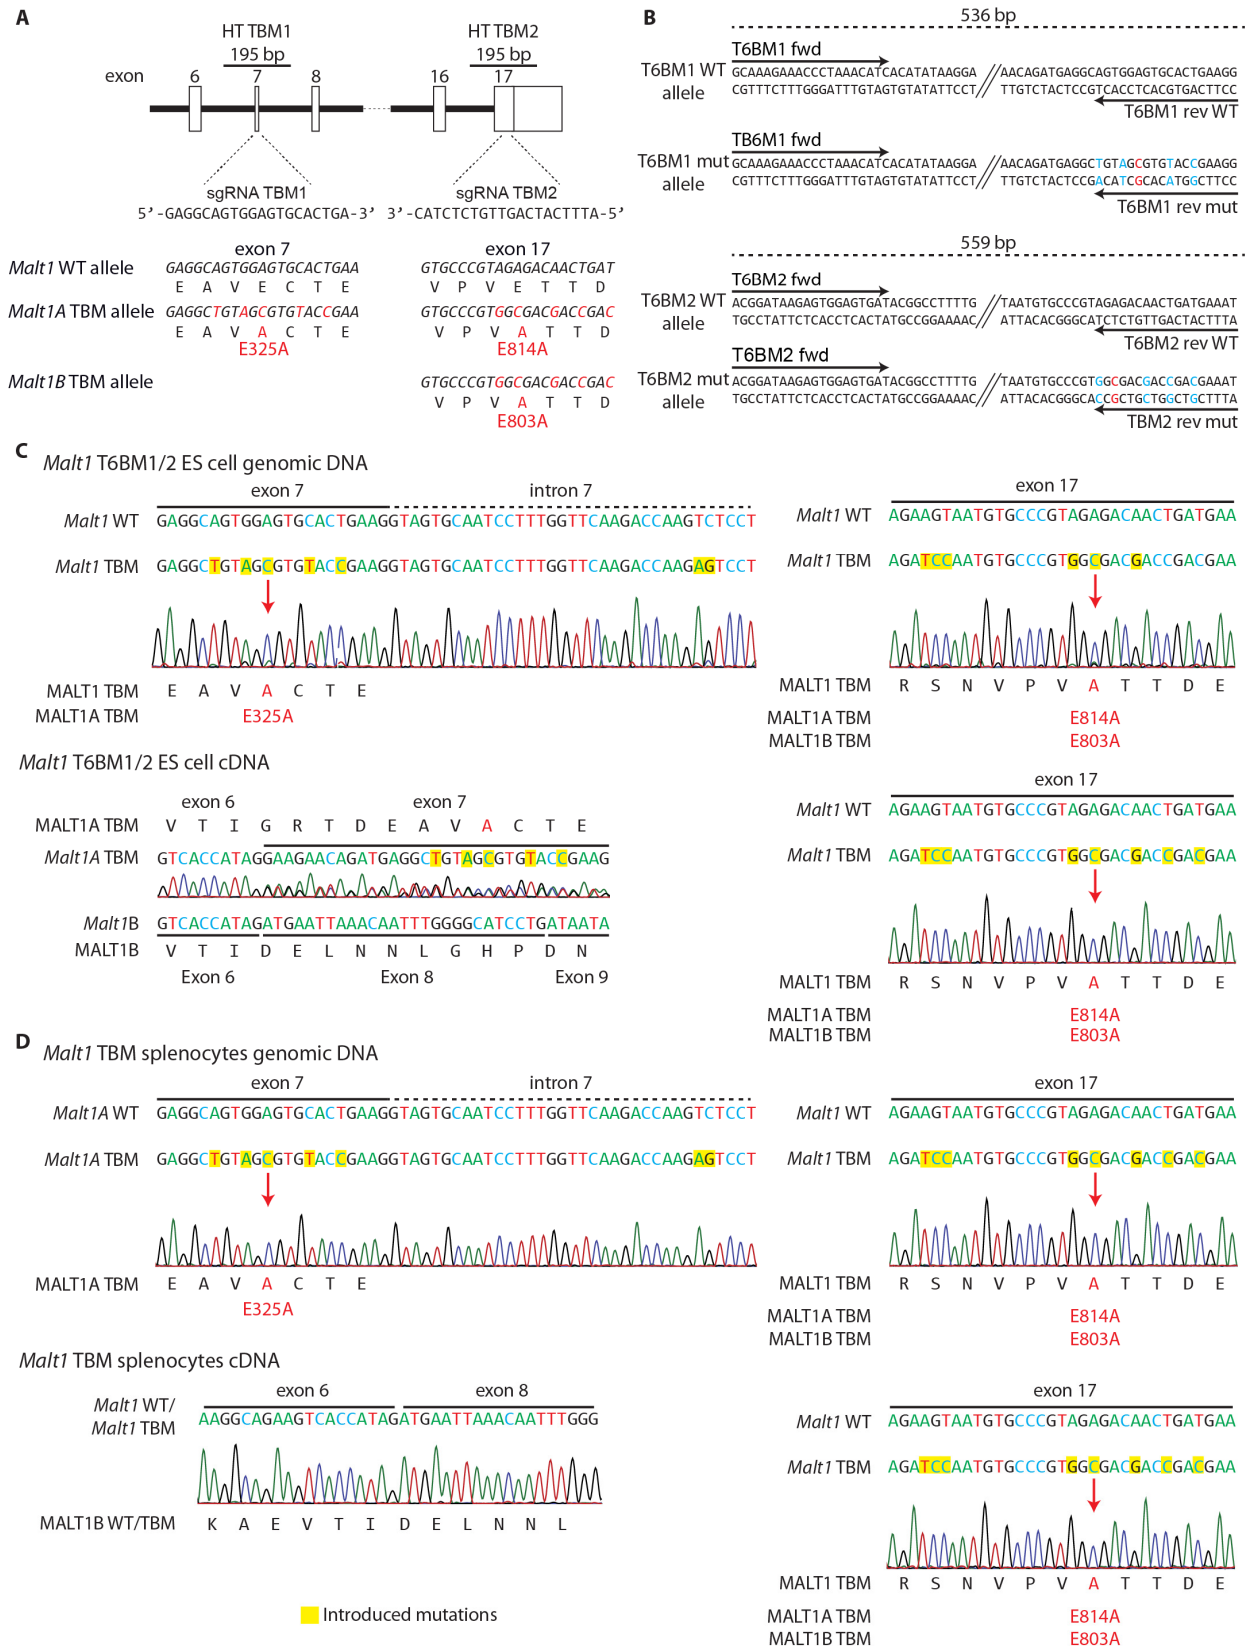 A
HT TBM1
HT TBM2
195 bp
195 bp
exon 6 7 8 16 17
sgRNA TBM1
sgRNA TBM2
5’-GAGGCAGTGGAGTGCACTGA-3’
3’-CATCTCTGTTGACTACTTTA-5’
exon 7
exon 17
Malt1 WT allele
GAGGCAGTGGAGTGCACTGAA
GTGCCCGTAGAGACAACTGAT
E A V E C T E
V P V E T T D
Malt1A TBM allele
GAGGCTGTAGCGTGTACCGAA
GTGCCCGTGGCGACGACCGAC
E A V A C T E
V P V A T T D
E325A
E814A
Malt1B TBM allele
GTGCCCGTGGCGACGACCGAC
V P V A T T D
E803A
B
536 bp
T6BM1 fwd
T6BM1 WT allele
GCAAAGAAACCCTAAACATCACATATAAGGA // AACAGATGAGGCAGTGGAGTGCACTGAAGG
CGTTTCTTTGGGATTTGTAGTGTATATTCCT // TTGTCTACTCCGTCACCTCACGTGACTTCC
T6BM1 rev WT
TB6M1 fwd
T6BM1 mut allele
GCAAAGAAACCCTAAACATCACATATAAGGA // AACAGATGAGGCTGTAGCGTGTACCGAAGG
CGTTTCTTTGGGATTTGTAGTGTATATTCCT // TTGTCTACTCCGACATCGCACATGGCTTCC
T6BM1 rev mut
559 bp
T6BM2 fwd
T6BM2 WT allele
ACGGATAAGAGTGGAGTGATACGGCCTTTTG // TAATGTGCCCGTAGAGACAACTGATGAAAT
TGCCTATTCTCACCTCACTATGCCGGAAAAC // ATTACACGGGCATCTCTGTTGACTACTTTA
T6BM2 rev WT
T6BM2 fwd
T6BM2 mut allele
ACGGATAAGAGTGGAGTGATACGGCCTTTTG // TAATGTGCCCGTGGCGACGACCGACGAAAT
TGCCTATTCTCACCTCACTATGCCGGAAAAC // ATTACACGGGCACCGCTGCTGGCTGCTTTA
TBM2 rev mut
C
Malt1 T6BM1/2 ES cell genomic DNA
exon 7
intron 7
Malt1 WT
GAGGCAGTGGAGTGCACTGAAGGTAGTGCAATCCTTTGGTTCAAGACCAAGTCTCCT
Malt1 TBM
GAGGCTGTAGCGTGTACCGAAGGTAGTGCAATCCTTTGGTTCAAGACCAAGAGTCCT
MALT1 TBM
E A V A C T E
MALT1A TBM
E325A
exon 17
Malt1 WT
AGAAGTAATGTGCCCGTAGAGACAACTGATGAA
Malt1 TBM
AGATCCAATGTGCCCGTGGCGACGACCGACGAA
MALT1 TBM
R S N V P V A T T D E
MALT1A TBM
E814A
MALT1B TBM
E803A
Malt1 T6BM1/2 ES cell cDNA
exon 6
exon 7
MALT1A TBM
V T I G R T D E A V A C T E
Malt1A TBM
GTCACCATAGGAAGAACAGATGAGGCTGTAGCGTGTACCGAAG
Malt1B
GTCACCATAGATGAATTAAACAATTTGGGGCATCCTGATAATA
MALT1B
V T I D E L N N L G H P D N
Exon 6
Exon 8
Exon 9
exon 17
Malt1 WT
AGAAGTAATGTGCCCGTAGAGACAACTGATGAA
Malt1 TBM
AGATCCAATGTGCCCGTGGCGACGACCGACGAA
MALT1 TBM
R S N V P V A T T D E
MALT1A TBM
E814A
MALT1B TBM
E803A
D
Malt1 TBM splenocytes genomic DNA
exon 7
intron 7
Malt1A WT
GAGGCAGTGGAGTGCACTGAAGGTAGTGCAATCCTTTGGTTCAAGACCAAGTCTCCT
Malt1A TBM
GAGGCTGTAGCGTGTACCGAAGGTAGTGCAATCCTTTGGTTCAAGACCAAGAGTCCT
MALT1A TBM
E A V A C T E
E325A
exon 17
Malt1 WT
AGAAGTAATGTGCCCGTAGAGACAACTGATGAA
Malt1 TBM
AGATCCAATGTGCCCGTGGCGACGACCGACGAA
MALT1 TBM
R S N V P V A T T D E
MALT1A TBM
E814A
MALT1B TBM
E803A
Malt1 TBM splenocytes cDNA
exon 6
exon 8
Malt1 WT/
Malt1 TBM
AAGGCAGAAGTCACCATAGATGAATTAAACAATTTGGG
MALT1B WT/TBM
K A E V T I D E L N N L
exon 17
Malt1 WT
AGAAGTAATGTGCCCGTAGAGACAACTGATGAA
Malt1 TBM
AGATCCAATGTGCCCGTGGCGACGACCGACGAA
MALT1 TBM
R S N V P V A T T D E
MALT1A TBM
E814A
MALT1B TBM
E803A
Introduced mutations